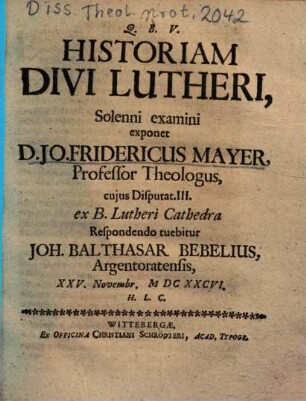 Diss. Theol. prot. 2042
Q. B. V.
HISTORIAM
DIVI LUTHERI,
Solenni examini
exponet
D. JO. FRIDERICUS MAYER,
Professor Theologus,
cujus Disputat. III.
ex B. Lutheri Cathedra
Respondendo tuebitur
JOH. BALTHASAR BEBELIUS,
Argentoratensis,
XXV. Novembr, M DC XXCVI.
H. L. C.
WITTEBERGÆ,
EX OFFICINA CHRISTIANI SCHRÖDTERI, ACAD, TYPOGR.